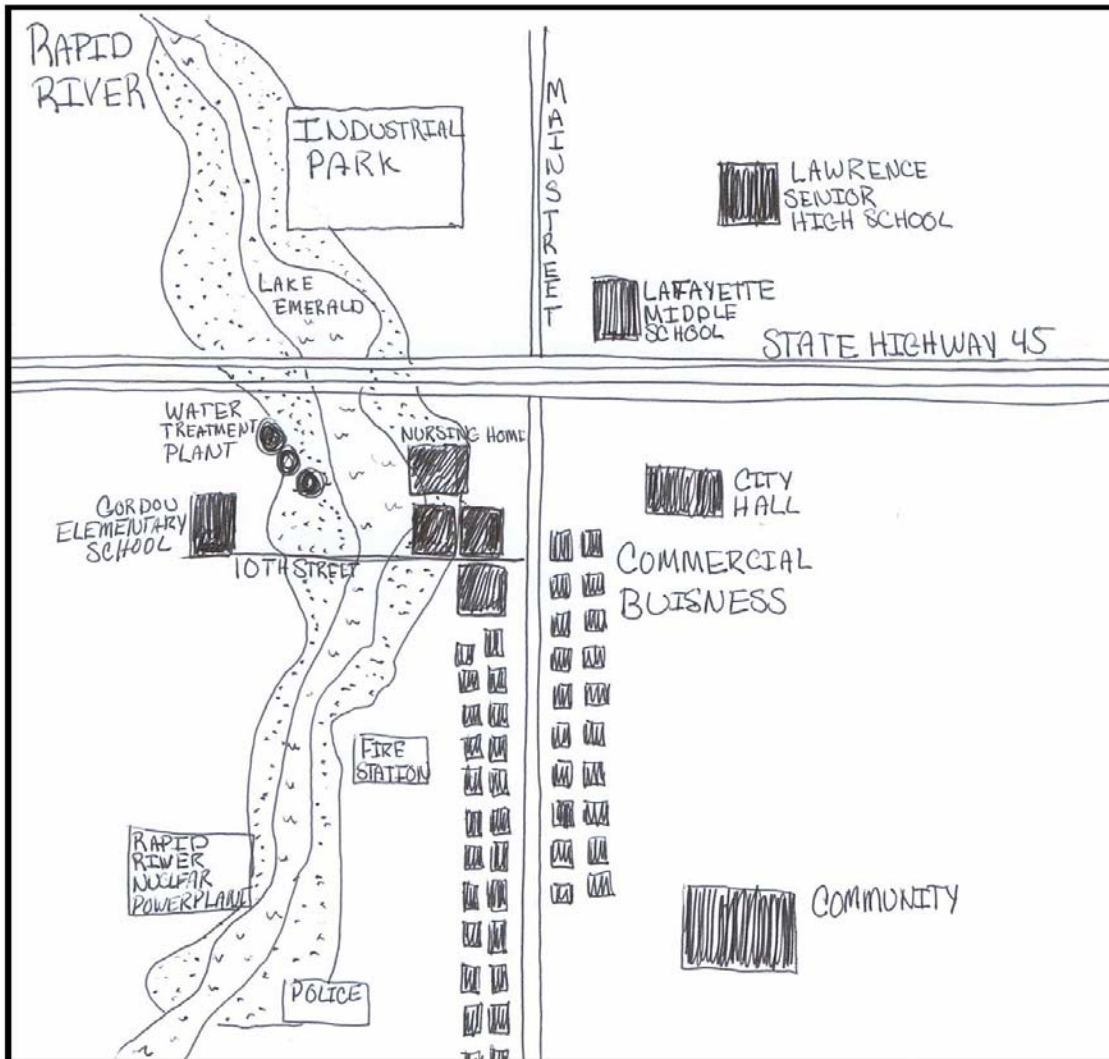 RAPID
RIVER
INDUSTRIAL
PARK
MAINSTREET
LAWRENCE
SENIOR
HIGH SCHOOL
LAKE
EMERALD
LAFAYETTE
MIDDLE
SCHOOL
STATE HIGHWAY 45
WATER
TREATMENT
PLANT
NURSING HOME
CITY
HALL
GORDON
ELEMENTARY
SCHOOL
10TH STREET
COMMERCIAL
BUISNESS
FIRE
STATION
RAPID
RIVER
NUCLEAR
POWERPLANT
COMMUNITY
POLICE